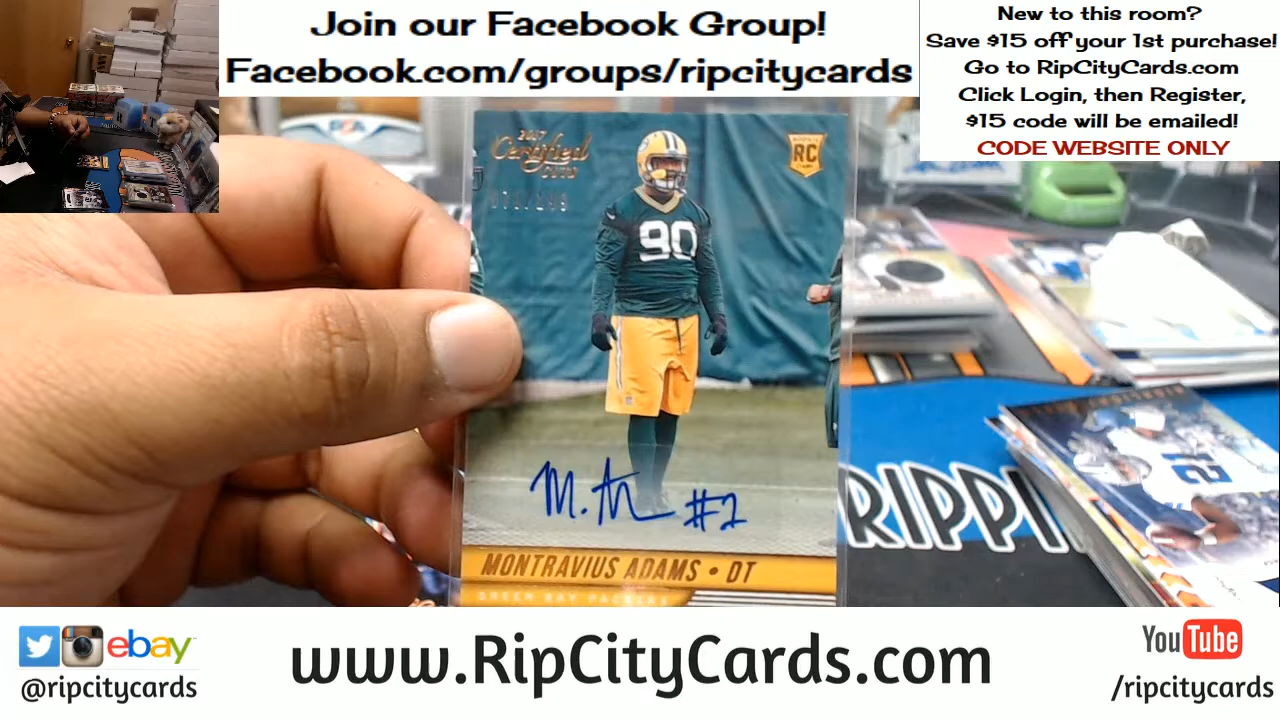 Join our Facebook Group!
Facebook.com/groups/ripcitycards
New to this room?
Save $15 off your 1st purchase!
Go to RipCityCards.com
Click Login, then Register,
$15 code will be emailed!
CODE WEBSITE ONLY
2017
Certified
CUTS
RC
90
M. A #2
MONTRAVIUS ADAMS • DT
GREEN BAY PACKERS
12
RIPPI
ebay
@ripcitycards
www.RipCityCards.com
YouTube
/ripcitycards